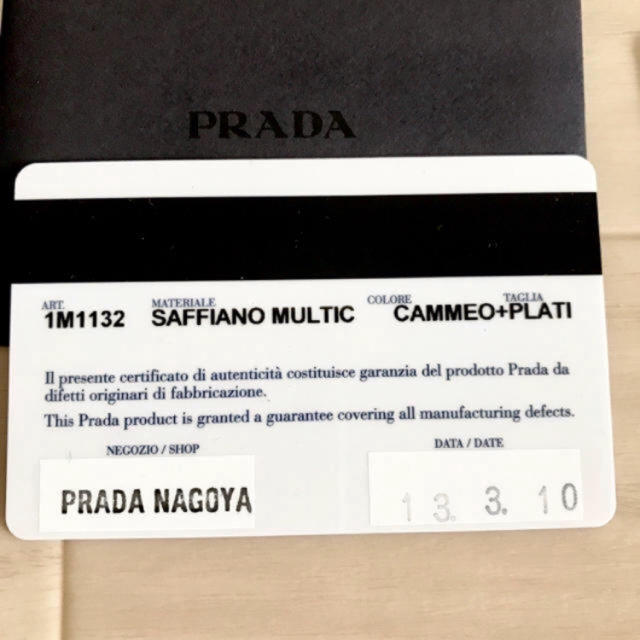 PRADA
ART. MATERIALE COLORE TAGLIA
1M1132 SAFFIANO MULTIC CAMMEO+PLATI
Il presente certificato di autenticità costituisce garanzia del prodotto Prada da
difetti originari di fabbricazione.
This Prada product is granted a guarantee covering all manufacturing defects.
NEGOZIO / SHOP DATA / DATE
PRADA NAGOYA 13. 3. 10